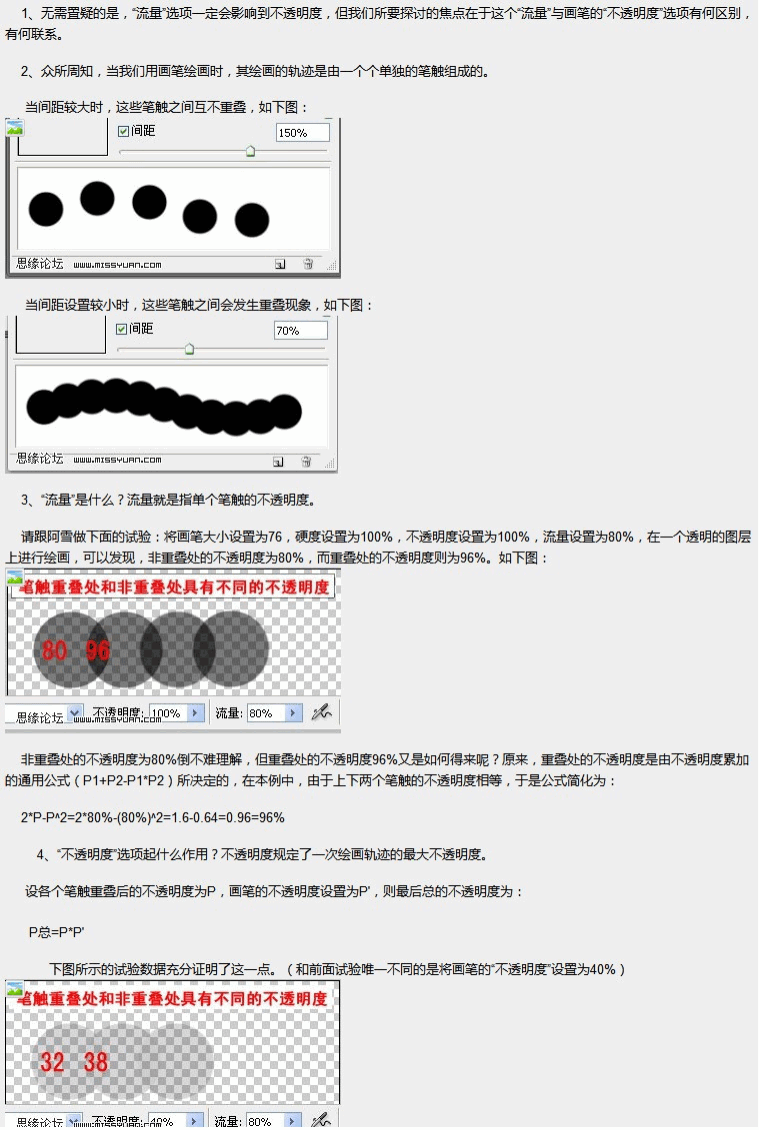 1、无需置疑的是，“流量”选项一定会影响到不透明度，但我们所要探讨的焦点在于这个“流量”与画笔的“不透明度”选项有何区别，
有何联系。
2、众所周知，当我们用画笔绘画时，其绘画的轨迹是由一个个单独的笔触组成的。
当间距较大时，这些笔触之间互不重叠，如下图：
间距 150%
思缘论坛 www.missyuan.com
当间距设置较小时，这些笔触之间会发生重叠现象，如下图：
间距 70%
思缘论坛 www.missyuan.com
3、“流量”是什么？流量就是指单个笔触的不透明度。
请跟阿雪做下面的试验：将画笔大小设置为76，硬度设置为100%，不透明度设置为100%，流量设置为80%，在一个透明的图层
上进行绘画，可以发现，非重叠处的不透明度为80%，而重叠处的不透明度则为96%。如下图：
笔触重叠处和非重叠处具有不同的不透明度
80 96
思缘论坛 www.missyuan.com 不透明度: 100% 流量: 80%
非重叠处的不透明度为80%倒不难理解，但重叠处的不透明度96%又是如何得来呢？原来，重叠处的不透明度是由不透明度累加
的通用公式（P1+P2-P1*P2）所决定的，在本例中，由于上下两个笔触的不透明度相等，于是公式简化为：
2*P-P^2=2*80%-(80%)^2=1.6-0.64=0.96=96%
4、“不透明度”选项起什么作用？不透明度规定了一次绘画轨迹的最大不透明度。
设各个笔触重叠后的不透明度为P，画笔的不透明度设置为P'，则最后总的不透明度为：
P总=P*P'
下图所示的试验数据充分证明了这一点。（和前面试验唯一不同的是将画笔的“不透明度”设置为40%）
笔触重叠处和非重叠处具有不同的不透明度
32 38
思缘论坛 www.missyuan.com 不透明度: 40% 流量: 80%